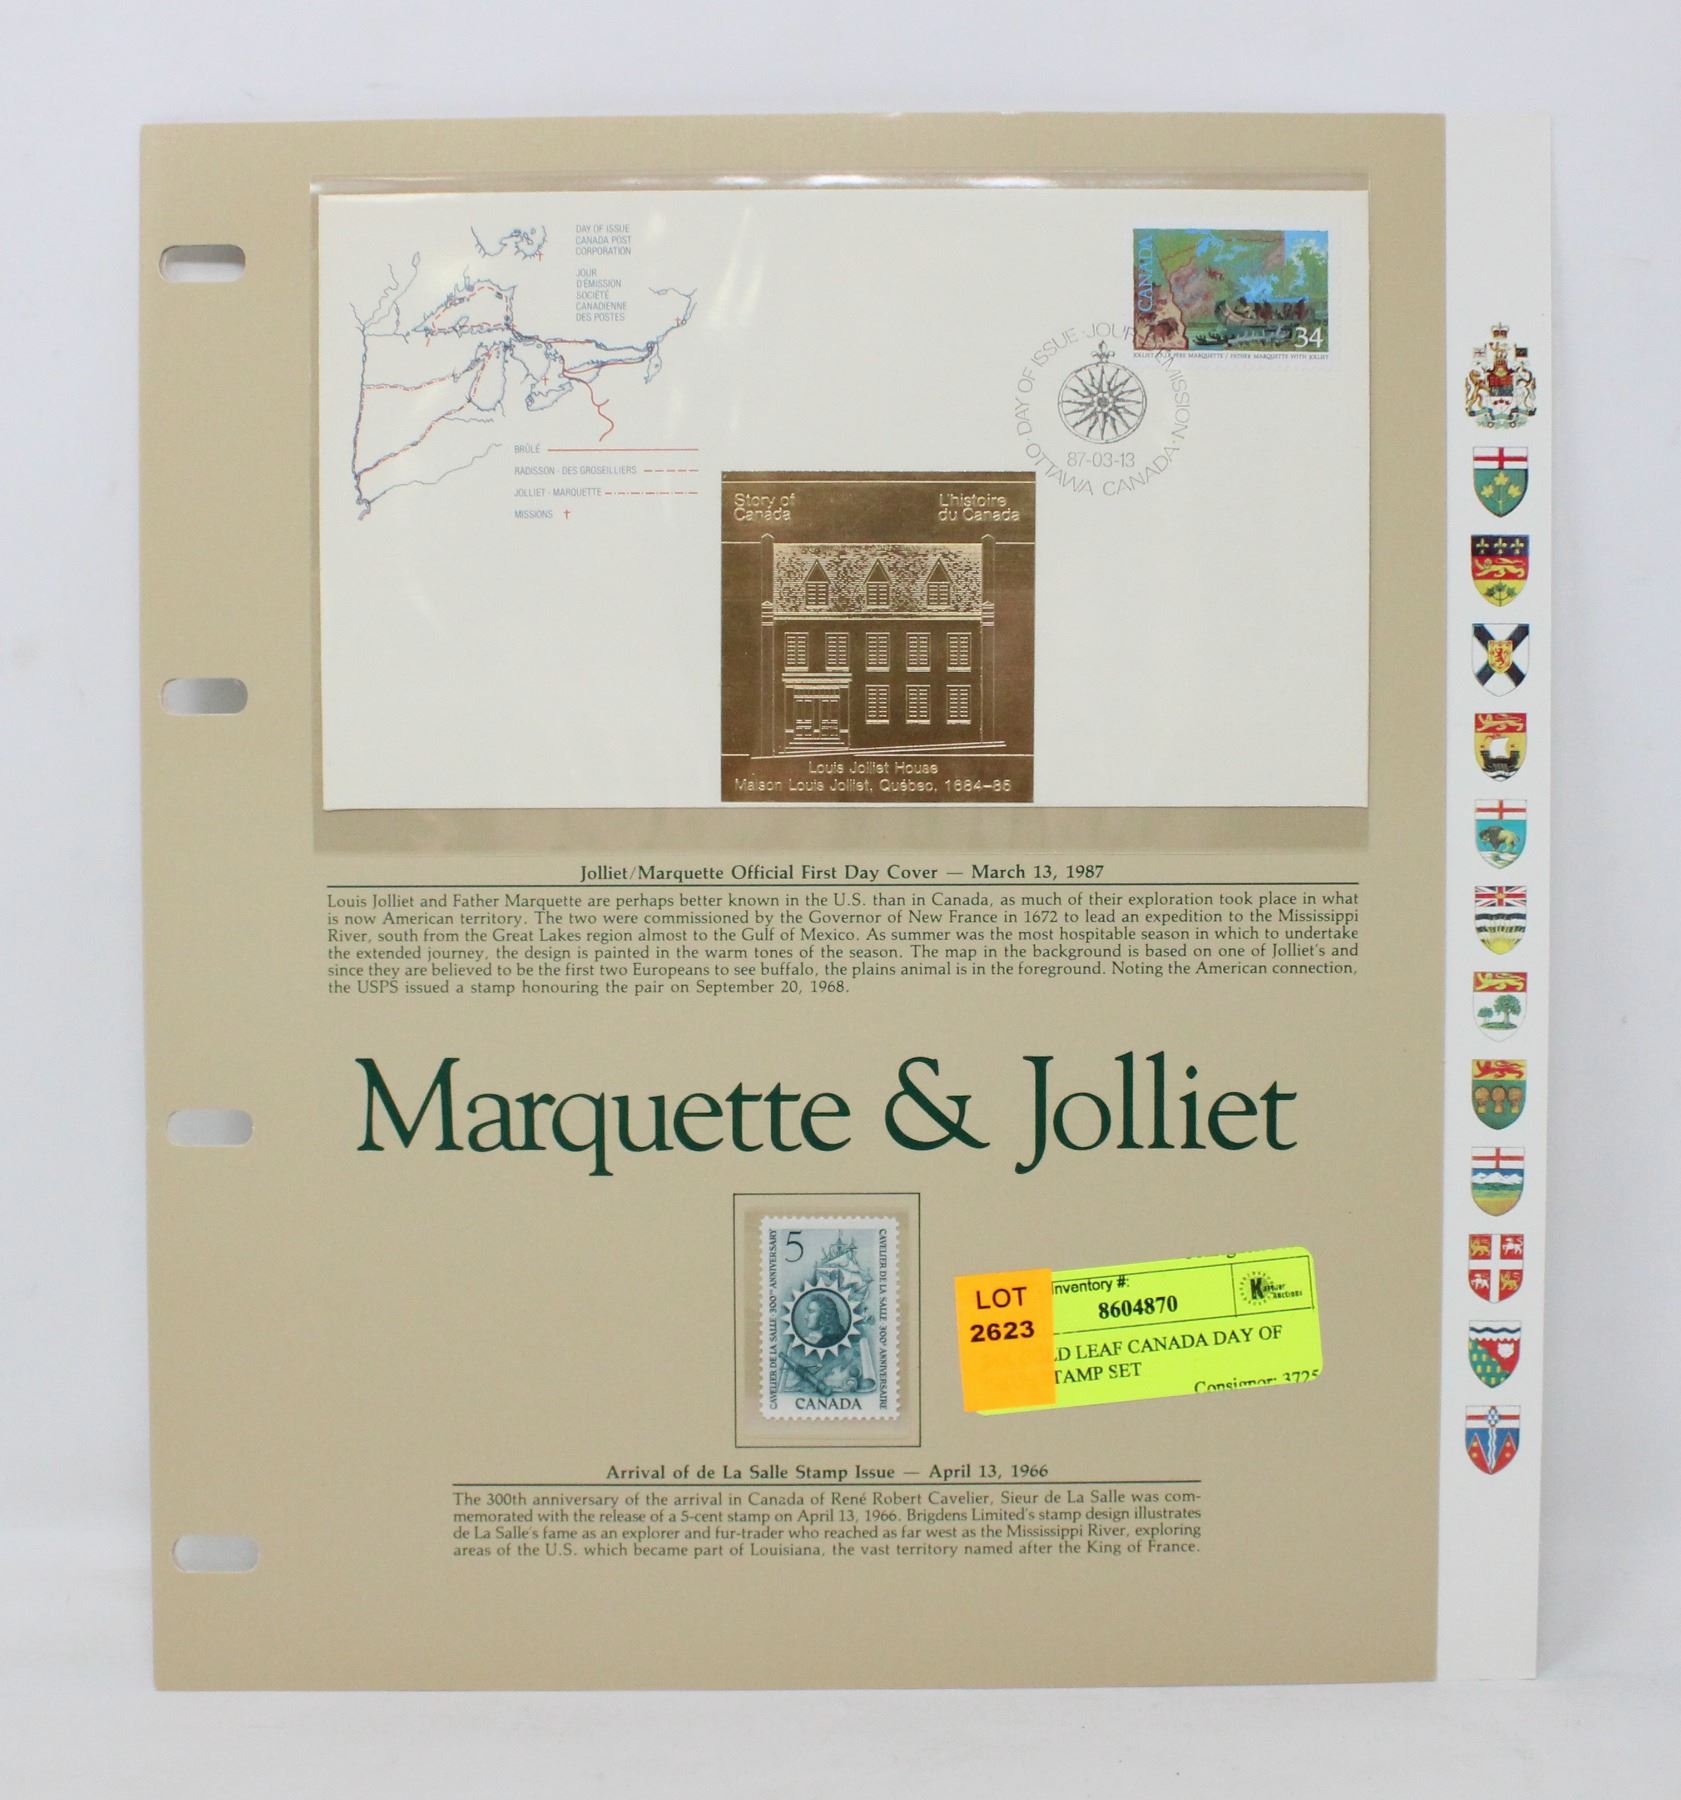 DAY OF ISSUE
CANADA POST
CORPORATION
JOUR
D'ÉMISSION
SOCIÉTÉ
CANADIENNE
DES POSTES
BRÛLÉ
RADISSON - DES GROSEILLIERS
JOLLIET - MARQUETTE
MISSIONS
CANADA
34
JOLLIET ET LE PÈRE MARQUETTE / FATHER MARQUETTE WITH JOLLIET
· DAY OF ISSUE · JOUR D'ÉMISSION ·
87-03-13
OTTAWA CANADA
Story of
Canada
L'histoire
du Canada
Louis Jolliet House
Maison Louis Jolliet, Québec, 1684-85
Jolliet/Marquette Official First Day Cover — March 13, 1987
Louis Jolliet and Father Marquette are perhaps better known in the U.S. than in Canada, as much of their exploration took place in what
is now American territory. The two were commissioned by the Governor of New France in 1672 to lead an expedition to the Mississippi
River, south from the Great Lakes region almost to the Gulf of Mexico. As summer was the most hospitable season in which to undertake
the extended journey, the design is painted in the warm tones of the season. The map in the background is based on one of Jolliet's and
since they are believed to be the first two Europeans to see buffalo, the plains animal is in the foreground. Noting the American connection,
the USPS issued a stamp honouring the pair on September 20, 1968.
Marquette & Jolliet
5
CAVELIER DE LA SALLE 300TH ANNIVERSARY
CAVELIER DE LA SALLE 300E ANNIVERSAIRE
CANADA
LOT
2623
Inventory #:
8604870
LD LEAF CANADA DAY OF
TAMP SET
Consignor: 3725
Arrival of de La Salle Stamp Issue — April 13, 1966
The 300th anniversary of the arrival in Canada of René Robert Cavelier, Sieur de La Salle was com-
memorated with the release of a 5-cent stamp on April 13, 1966. Brigdens Limited's stamp design illustrates
de La Salle's fame as an explorer and fur-trader who reached as far west as the Mississippi River, exploring
areas of the U.S. which became part of Louisiana, the vast territory named after the King of France.